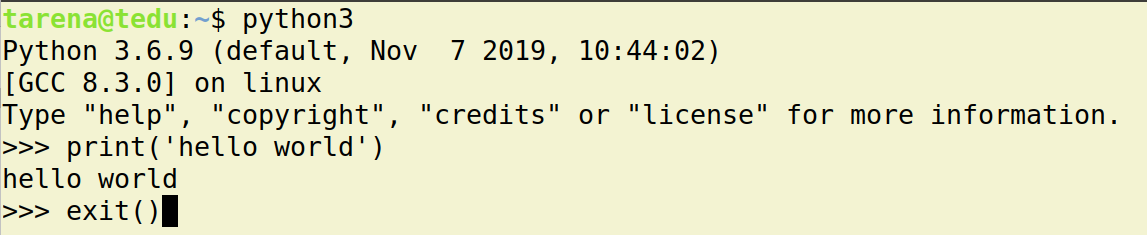 tarena@tedu:~$ python3
Python 3.6.9 (default, Nov  7 2019, 10:44:02)
[GCC 8.3.0] on linux
Type "help", "copyright", "credits" or "license" for more information.
>>> print('hello world')
hello world
>>> exit()